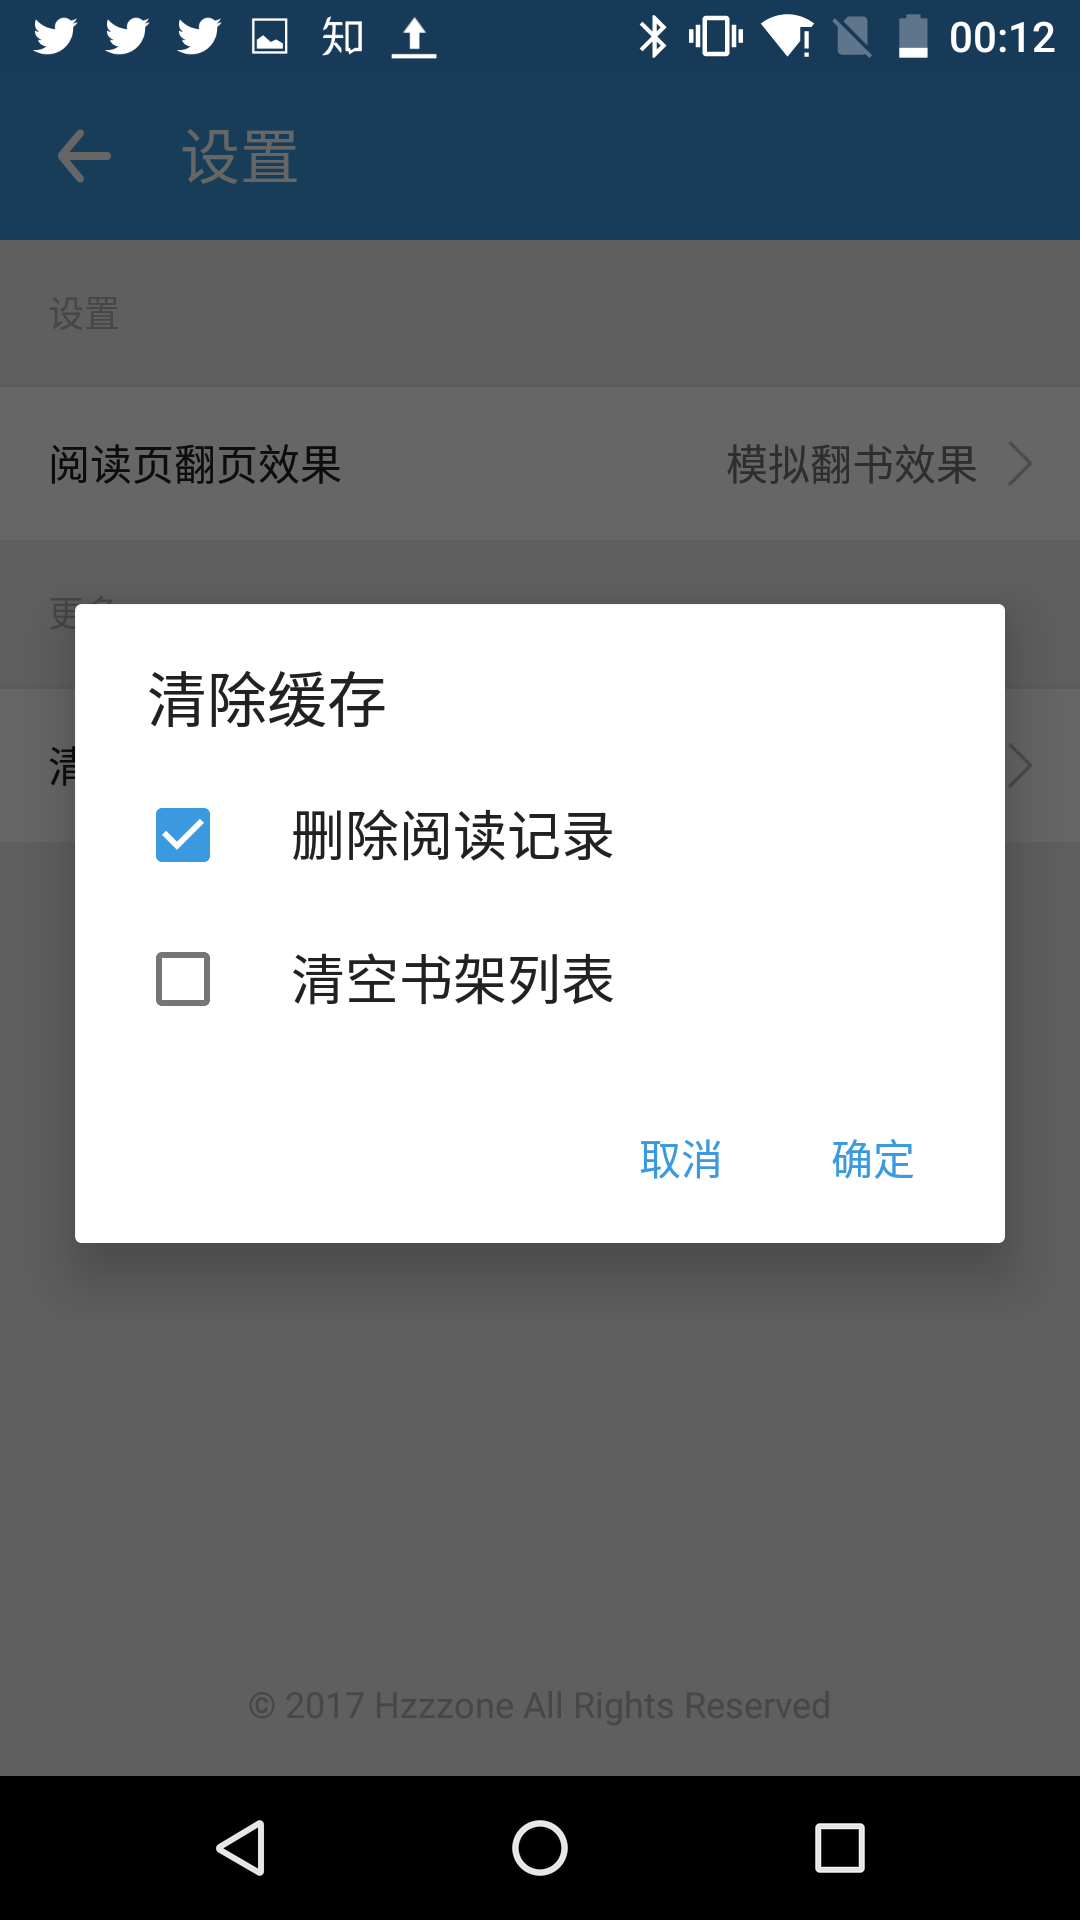 知 00:12
设置
设置
阅读页翻页效果 模拟翻书效果
清除缓存
删除阅读记录
清空书架列表
取消 确定
© 2017 Hzzzone All Rights Reserved